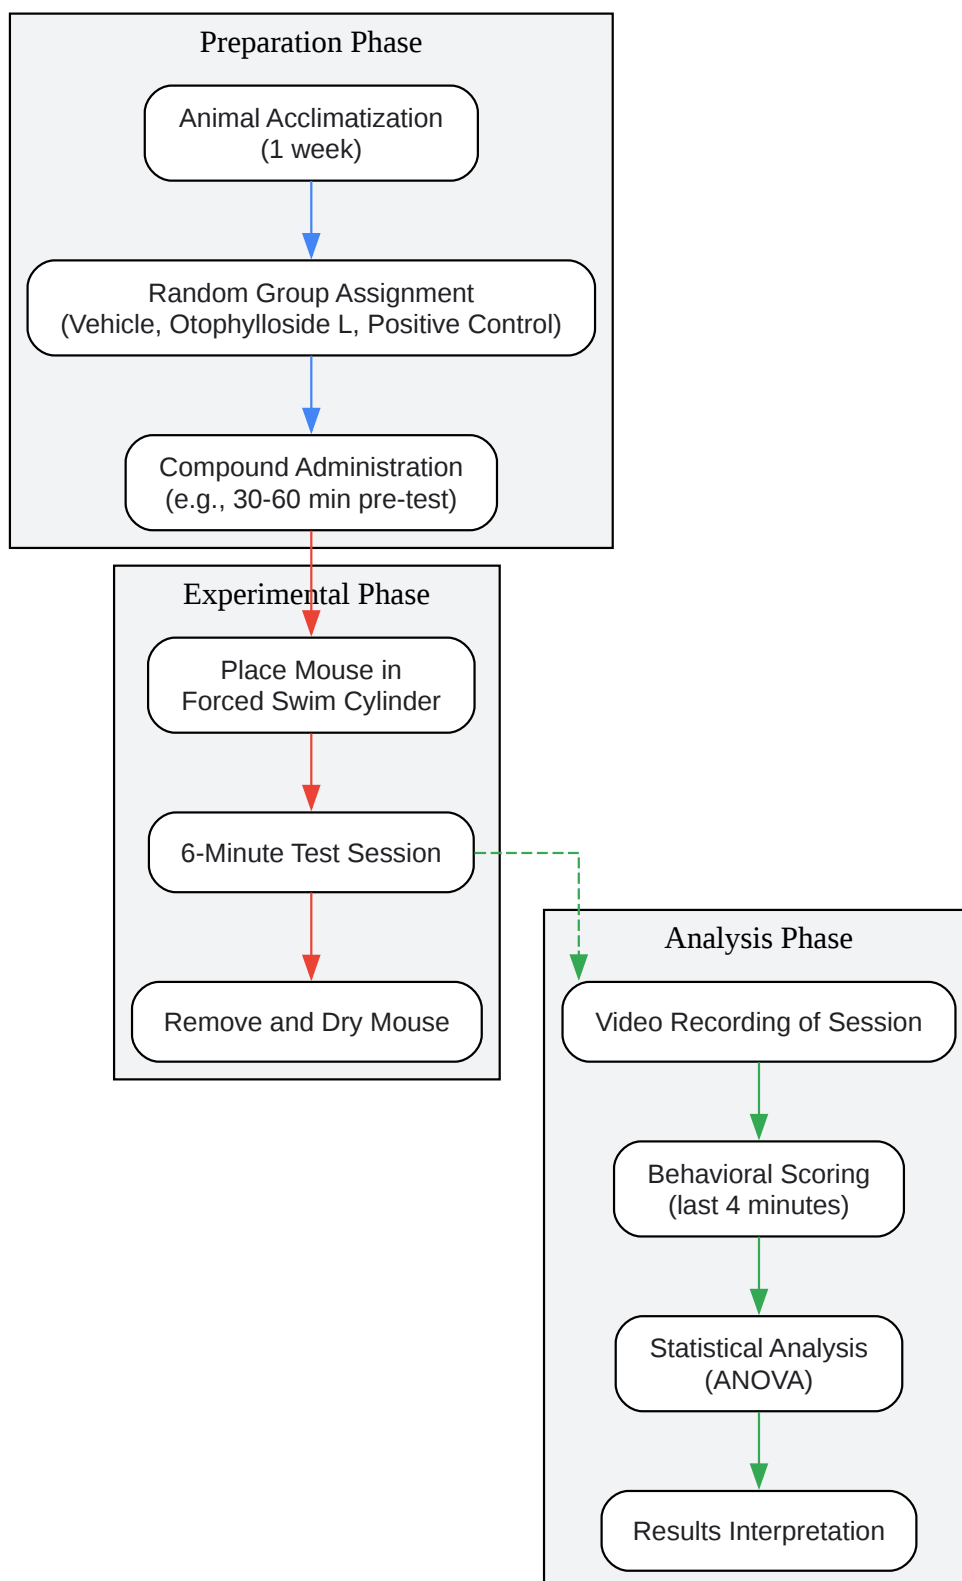 Preparation Phase
Animal Acclimatization
(1 week)
Random Group Assignment
(Vehicle, Otophylloside L, Positive Control)
Compound Administration
(e.g., 30-60 min pre-test)
Experimental Phase
Place Mouse in
Forced Swim Cylinder
6-Minute Test Session
Remove and Dry Mouse
Analysis Phase
Video Recording of Session
Behavioral Scoring
(last 4 minutes)
Statistical Analysis
(ANOVA)
Results Interpretation